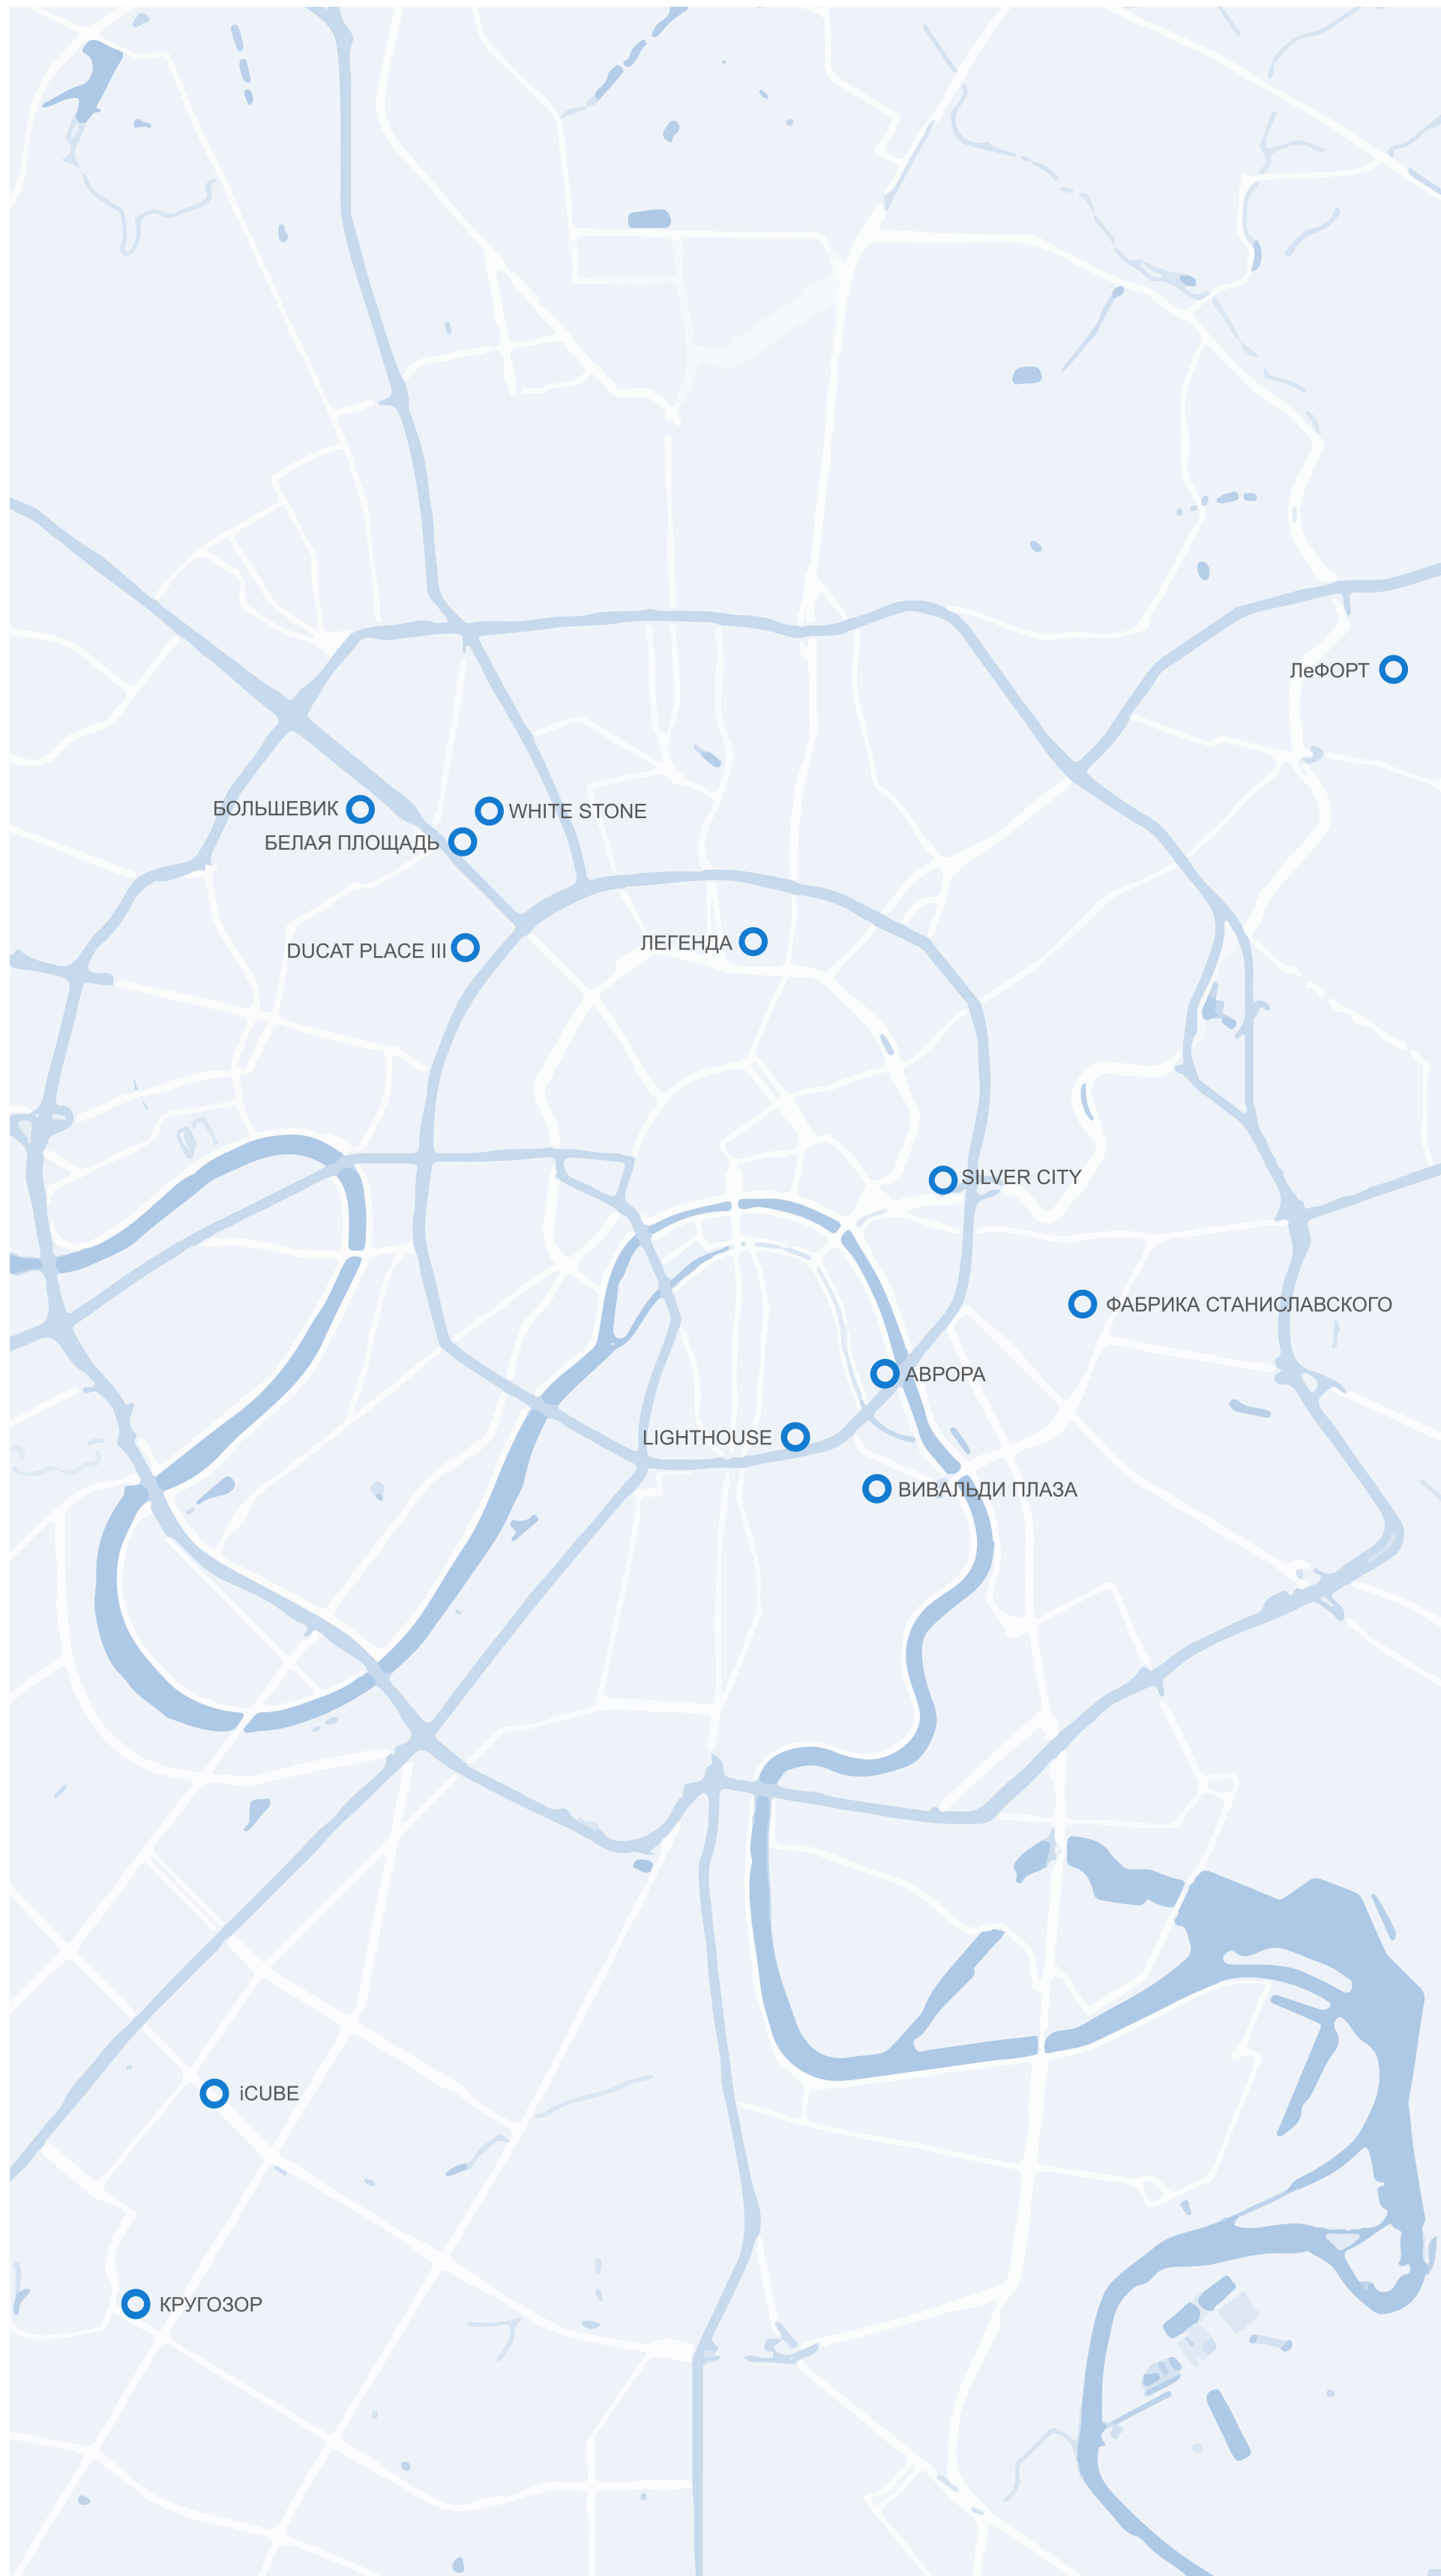 ЛеФОРТ
БОЛЬШЕВИК
WHITE STONE
БЕЛАЯ ПЛОЩАДЬ
DUCAT PLACE III
ЛЕГЕНДА
SILVER CITY
ФАБРИКА СТАНИСЛАВСКОГО
АВРОРА
LIGHTHOUSE
ВИВАЛЬДИ ПЛАЗА
iCUBE
КРУГОЗОР